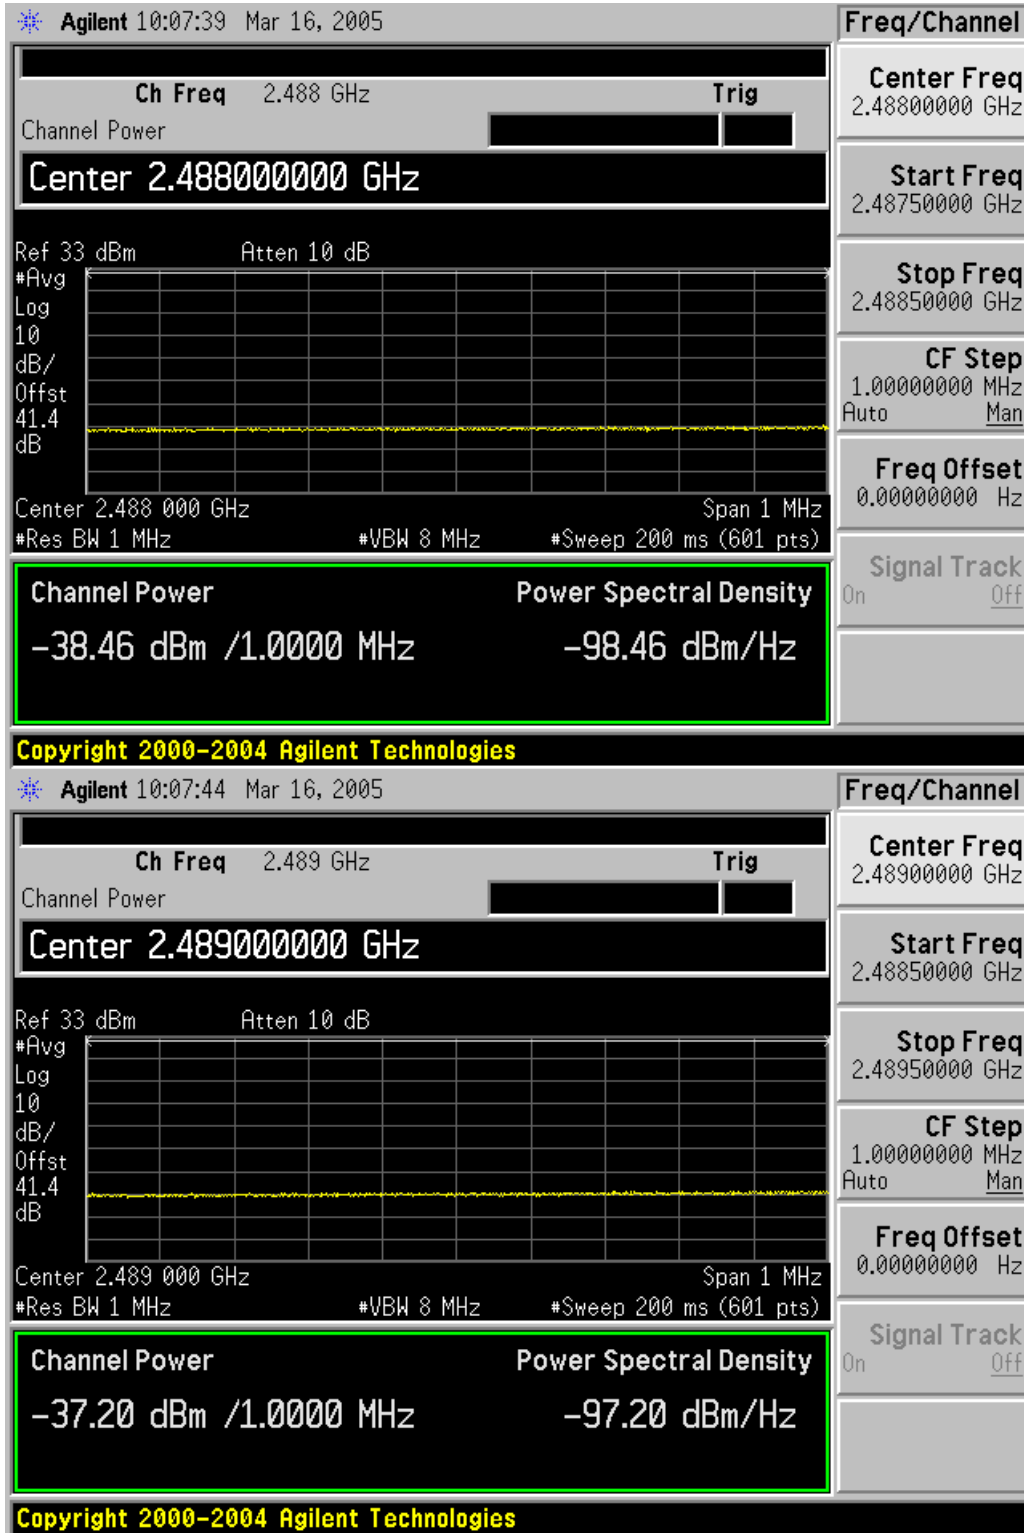 Agilent 10:07:39 Mar 16, 2005
Freq/Channel
Ch Freq 2.488 GHz Trig
Channel Power
Center 2.488000000 GHz
Ref 33 dBm Atten 10 dB
#Avg
Log
10
dB/
Offst
41.4
dB
Center 2.488 000 GHz Span 1 MHz
#Res BW 1 MHz #VBW 8 MHz #Sweep 200 ms (601 pts)
Channel Power Power Spectral Density
-38.46 dBm /1.0000 MHz -98.46 dBm/Hz
Center Freq
2.48800000 GHz
Start Freq
2.48750000 GHz
Stop Freq
2.48850000 GHz
CF Step
1.00000000 MHz
Auto Man
Freq Offset
0.00000000 Hz
Signal Track
On Off
Copyright 2000-2004 Agilent Technologies
Agilent 10:07:44 Mar 16, 2005
Freq/Channel
Ch Freq 2.489 GHz Trig
Channel Power
Center 2.489000000 GHz
Ref 33 dBm Atten 10 dB
#Avg
Log
10
dB/
Offst
41.4
dB
Center 2.489 000 GHz Span 1 MHz
#Res BW 1 MHz #VBW 8 MHz #Sweep 200 ms (601 pts)
Channel Power Power Spectral Density
-37.20 dBm /1.0000 MHz -97.20 dBm/Hz
Center Freq
2.48900000 GHz
Start Freq
2.48850000 GHz
Stop Freq
2.48950000 GHz
CF Step
1.00000000 MHz
Auto Man
Freq Offset
0.00000000 Hz
Signal Track
On Off
Copyright 2000-2004 Agilent Technologies